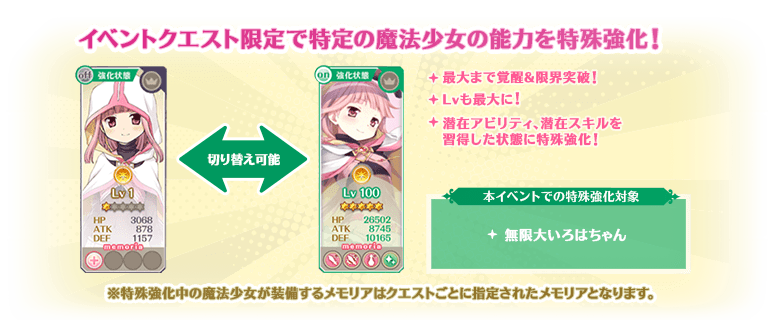 イベントクエスト限定で特定の魔法少女の能力を特殊強化！
off 強化状態
Lv 1
HP 3068
ATK 878
DEF 1157
memoria
切り替え可能
on 強化状態
Lv 100
HP 26502
ATK 8745
DEF 10165
memoria
最大まで覚醒&限界突破！
Lvも最大に！
潜在アビリティ、潜在スキルを
習得した状態に特殊強化！
本イベントでの特殊強化対象
無限大いろはちゃん
※特殊強化中の魔法少女が装備するメモリアはクエストごとに指定されたメモリアとなります。